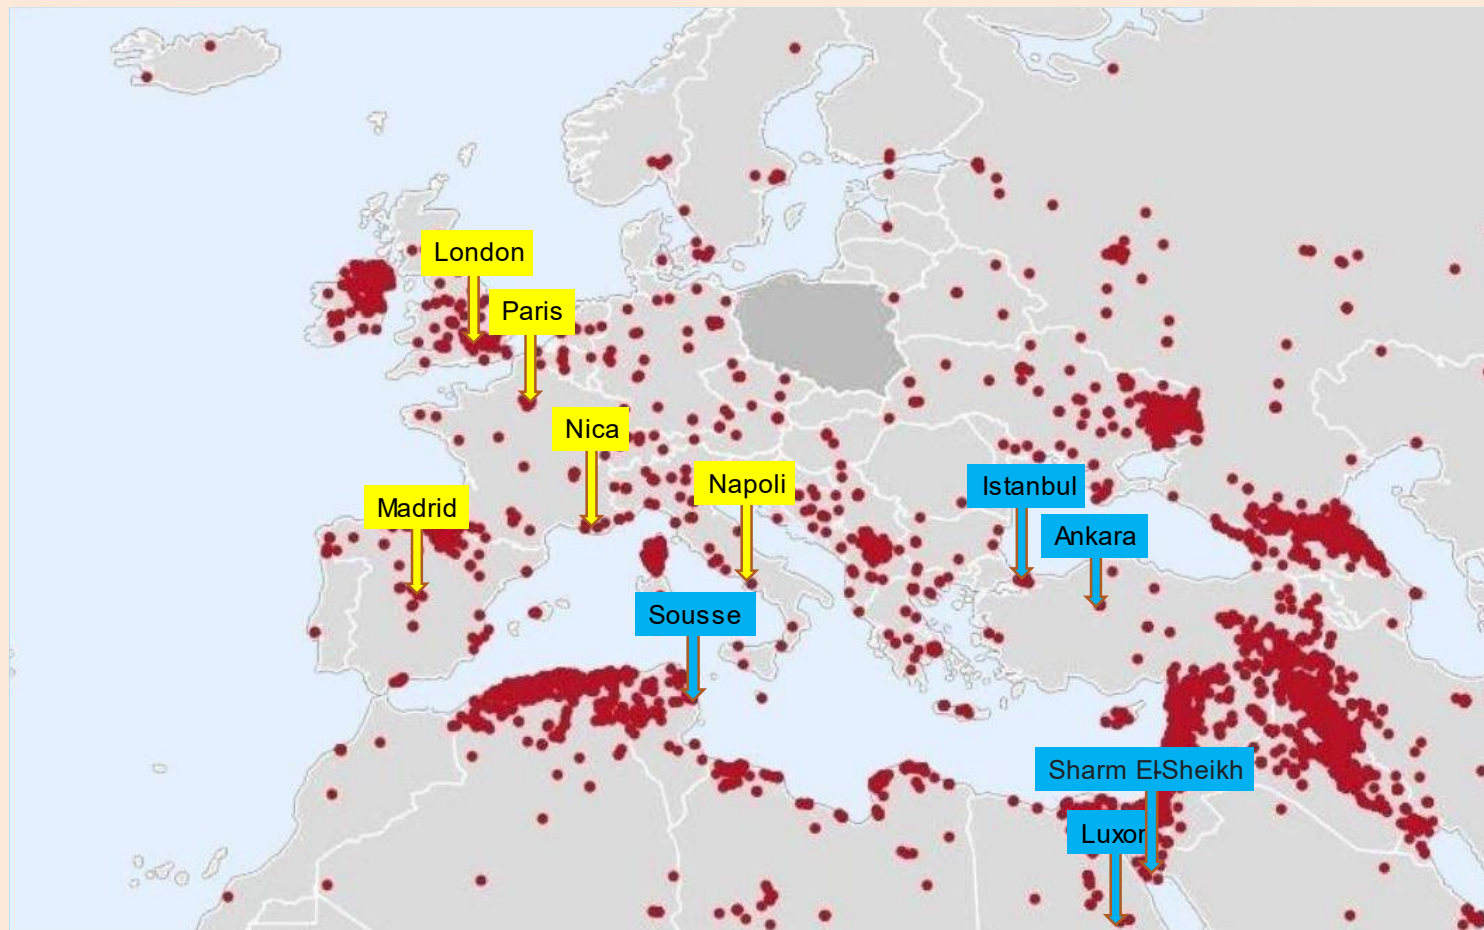 London
Paris
Nica
Napoli
Madrid
Istanbul
Ankara
Sousse
Sharm El-Sheikh
Luxor